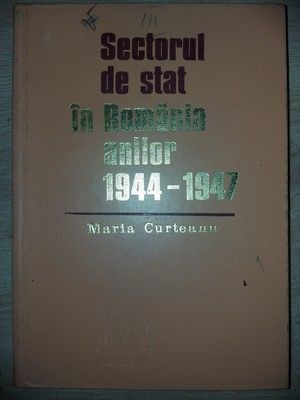 Sectorul
de stat
în România
anilor
1944-1947
Maria Curteanu